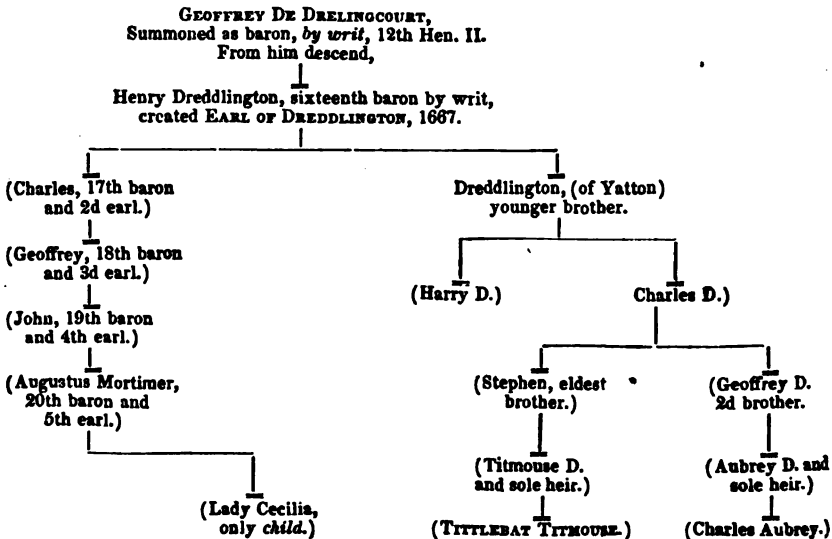 GEOFFREY DE DRELINGCOURT,
Summoned as baron, by writ, 12th Hen. II.
From him descend,
Henry Dreddlington, sixteenth baron by writ,
created EARL OF DREDDLINGTON, 1667.
(Charles, 17th baron
and 2d earl.)
Dreddlington, (of Yatton)
younger brother.
(Geoffrey, 18th baron
and 3d earl.)
(Harry D.)
Charles D.)
(John, 19th baron
and 4th earl.)
(Augustus Mortimer,
20th baron and
5th earl.)
(Stephen, eldest
brother.)
(Geoffrey D.
2d brother.
(Titmouse D.
and sole heir.)
(Aubrey D. and
sole heir.)
(Lady Cecilia,
only child.)
(TITTLEBAT TITMOUSE.)
(Charles Aubrey.)